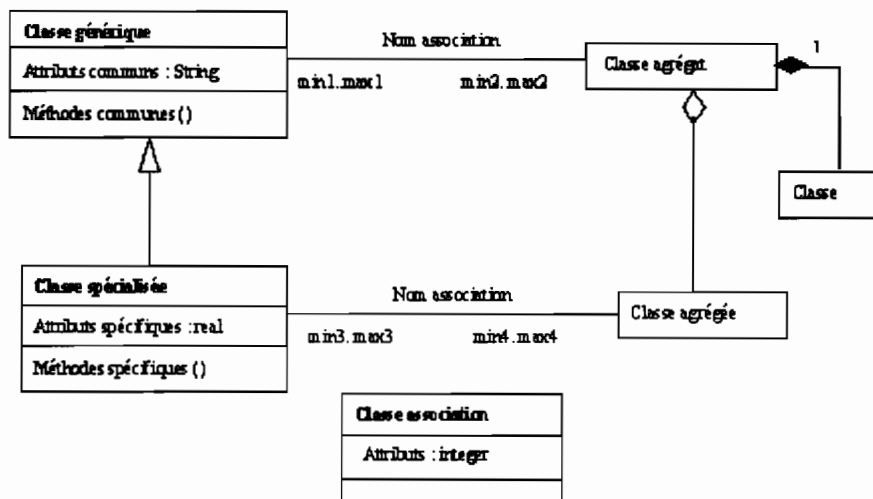 Classe générique
Attributs communs : String
Méthodes communes ()
Nom association
min1..max1
min2..max2
Classe agrégat
1
Classe
Classe spécialisée
Attributs spécifiques :real
Méthodes spécifiques ()
Nom association
min3..max3
min4..max4
Classe agrégée
Classe association
Attributs : integer